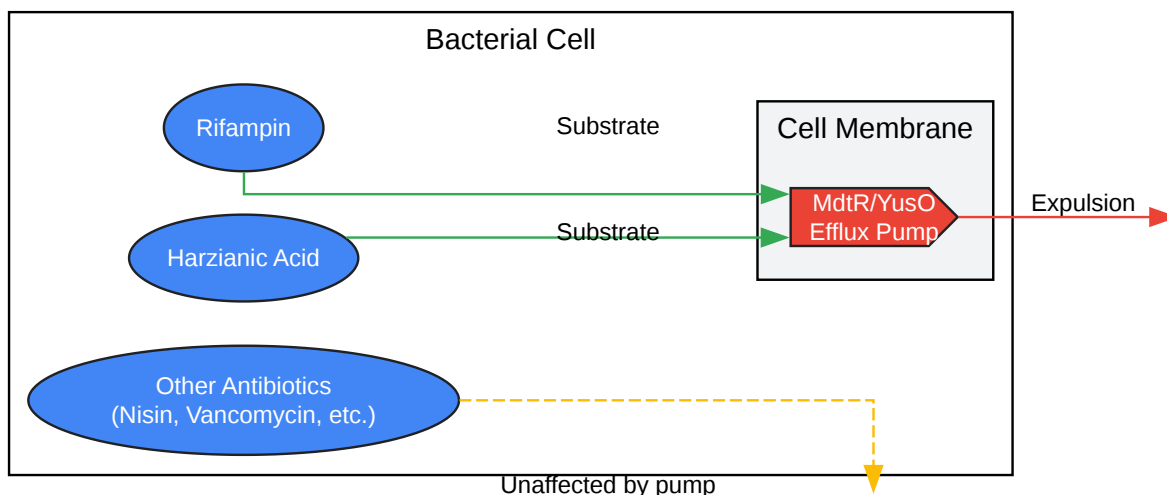 Bacterial Cell
Rifampin
Substrate
Cell Membrane
MdtR/YusO
Efflux Pump
Expulsion
Substrate
Harzianic Acid
Other Antibiotics
(Nisin, Vancomycin, etc.)
Unaffected by pump